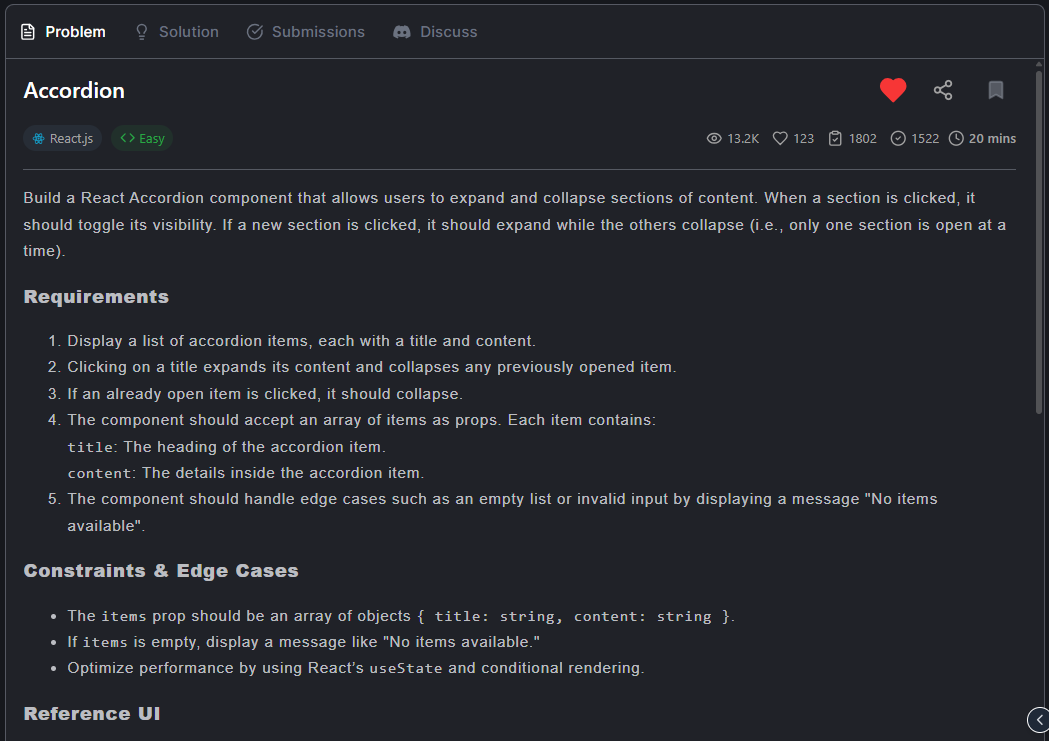 Problem Solution Submissions Discuss
Accordion
React.js <> Easy 13.2K 123 1802 1522 20 mins
Build a React Accordion component that allows users to expand and collapse sections of content. When a section is clicked, it
should toggle its visibility. If a new section is clicked, it should expand while the others collapse (i.e., only one section is open at a
time).
Requirements
1. Display a list of accordion items, each with a title and content.
2. Clicking on a title expands its content and collapses any previously opened item.
3. If an already open item is clicked, it should collapse.
4. The component should accept an array of items as props. Each item contains:
title: The heading of the accordion item.
content: The details inside the accordion item.
5. The component should handle edge cases such as an empty list or invalid input by displaying a message "No items
available".
Constraints & Edge Cases
• The items prop should be an array of objects { title: string, content: string }.
• If items is empty, display a message like "No items available."
• Optimize performance by using React's useState and conditional rendering.
Reference UI